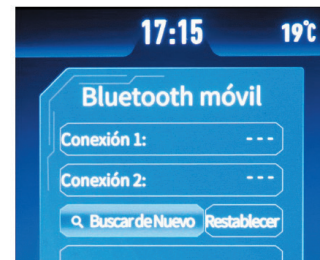 17:15 19°C
Bluetooth móvil
Conexión 1: ---
Conexión 2: ---
Buscar de Nuevo Restablecer